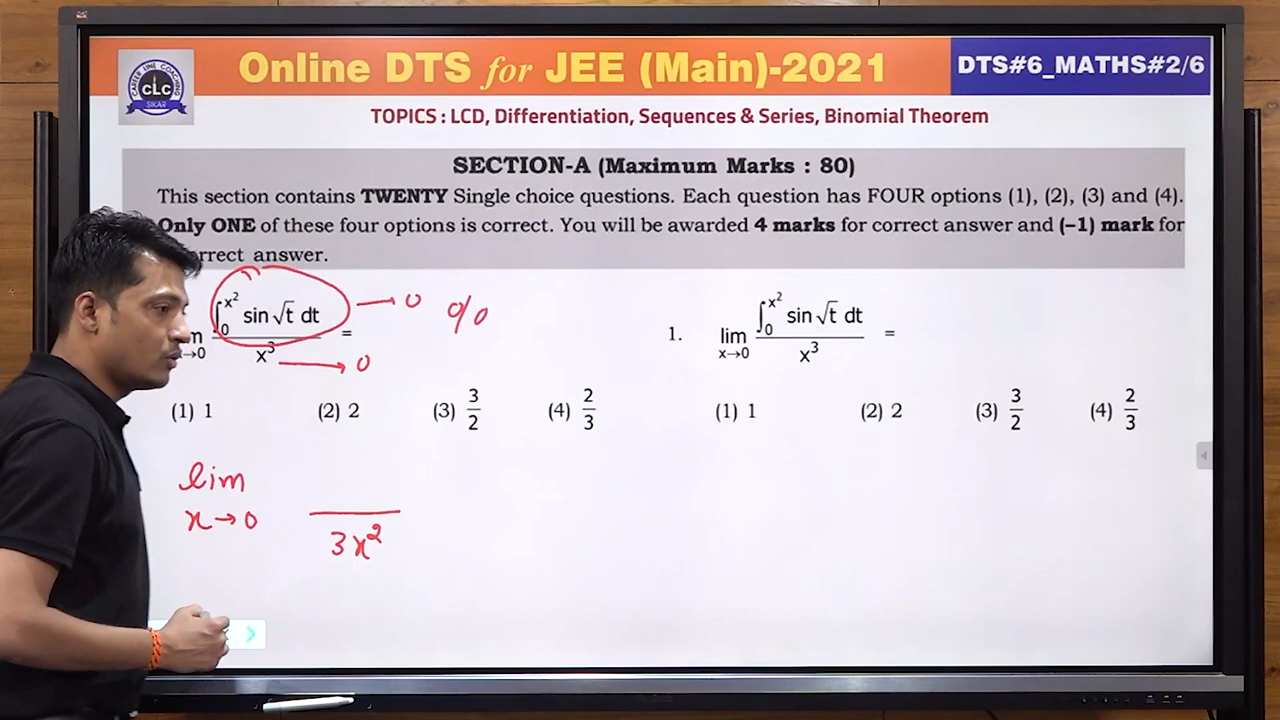 Online DTS for JEE (Main)-2021
DTS#6_MATHS#2/6
CAREER LINE COACHING
CLC
SIKAR
TOPICS : LCD, Differentiation, Sequences & Series, Binomial Theorem
SECTION-A (Maximum Marks : 80)
This section contains TWENTY Single choice questions. Each question has FOUR options (1), (2), (3) and (4).
Only ONE of these four options is correct. You will be awarded 4 marks for correct answer and (−1) mark for
rrect answer.
m x→0 ∫₀^{x²} sin √t dt / x³ =
→ 0
→ 0
0/0
(1) 1 (2) 2 (3) 3/2 (4) 2/3
lim x→0 ___ / 3x²
1. lim x→0 ∫₀^{x²} sin √t dt / x³ =
(1) 1 (2) 2 (3) 3/2 (4) 2/3